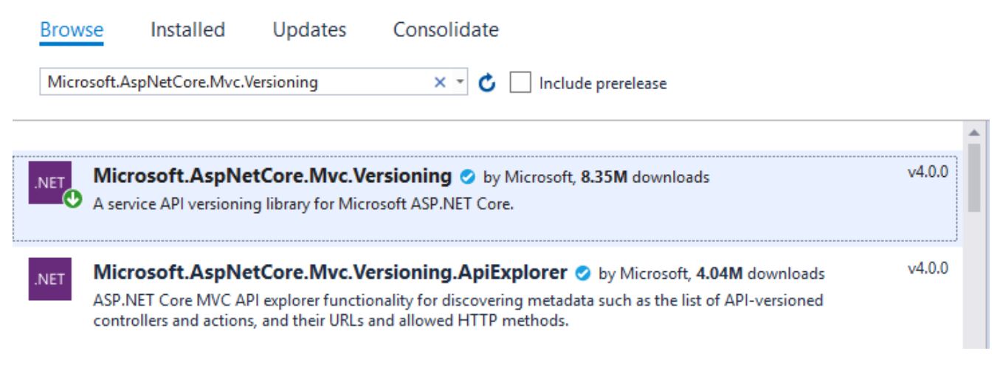 Browse Installed Updates Consolidate
Microsoft.AspNetCore.Mvc.Versioning Include prerelease
.NET Microsoft.AspNetCore.Mvc.Versioning by Microsoft, 8.35M downloads v4.0.0
A service API versioning library for Microsoft ASP.NET Core.
.NET Microsoft.AspNetCore.Mvc.Versioning.ApiExplorer by Microsoft, 4.04M downloads v4.0.0
ASP.NET Core MVC API explorer functionality for discovering metadata such as the list of API-versioned
controllers and actions, and their URLs and allowed HTTP methods.